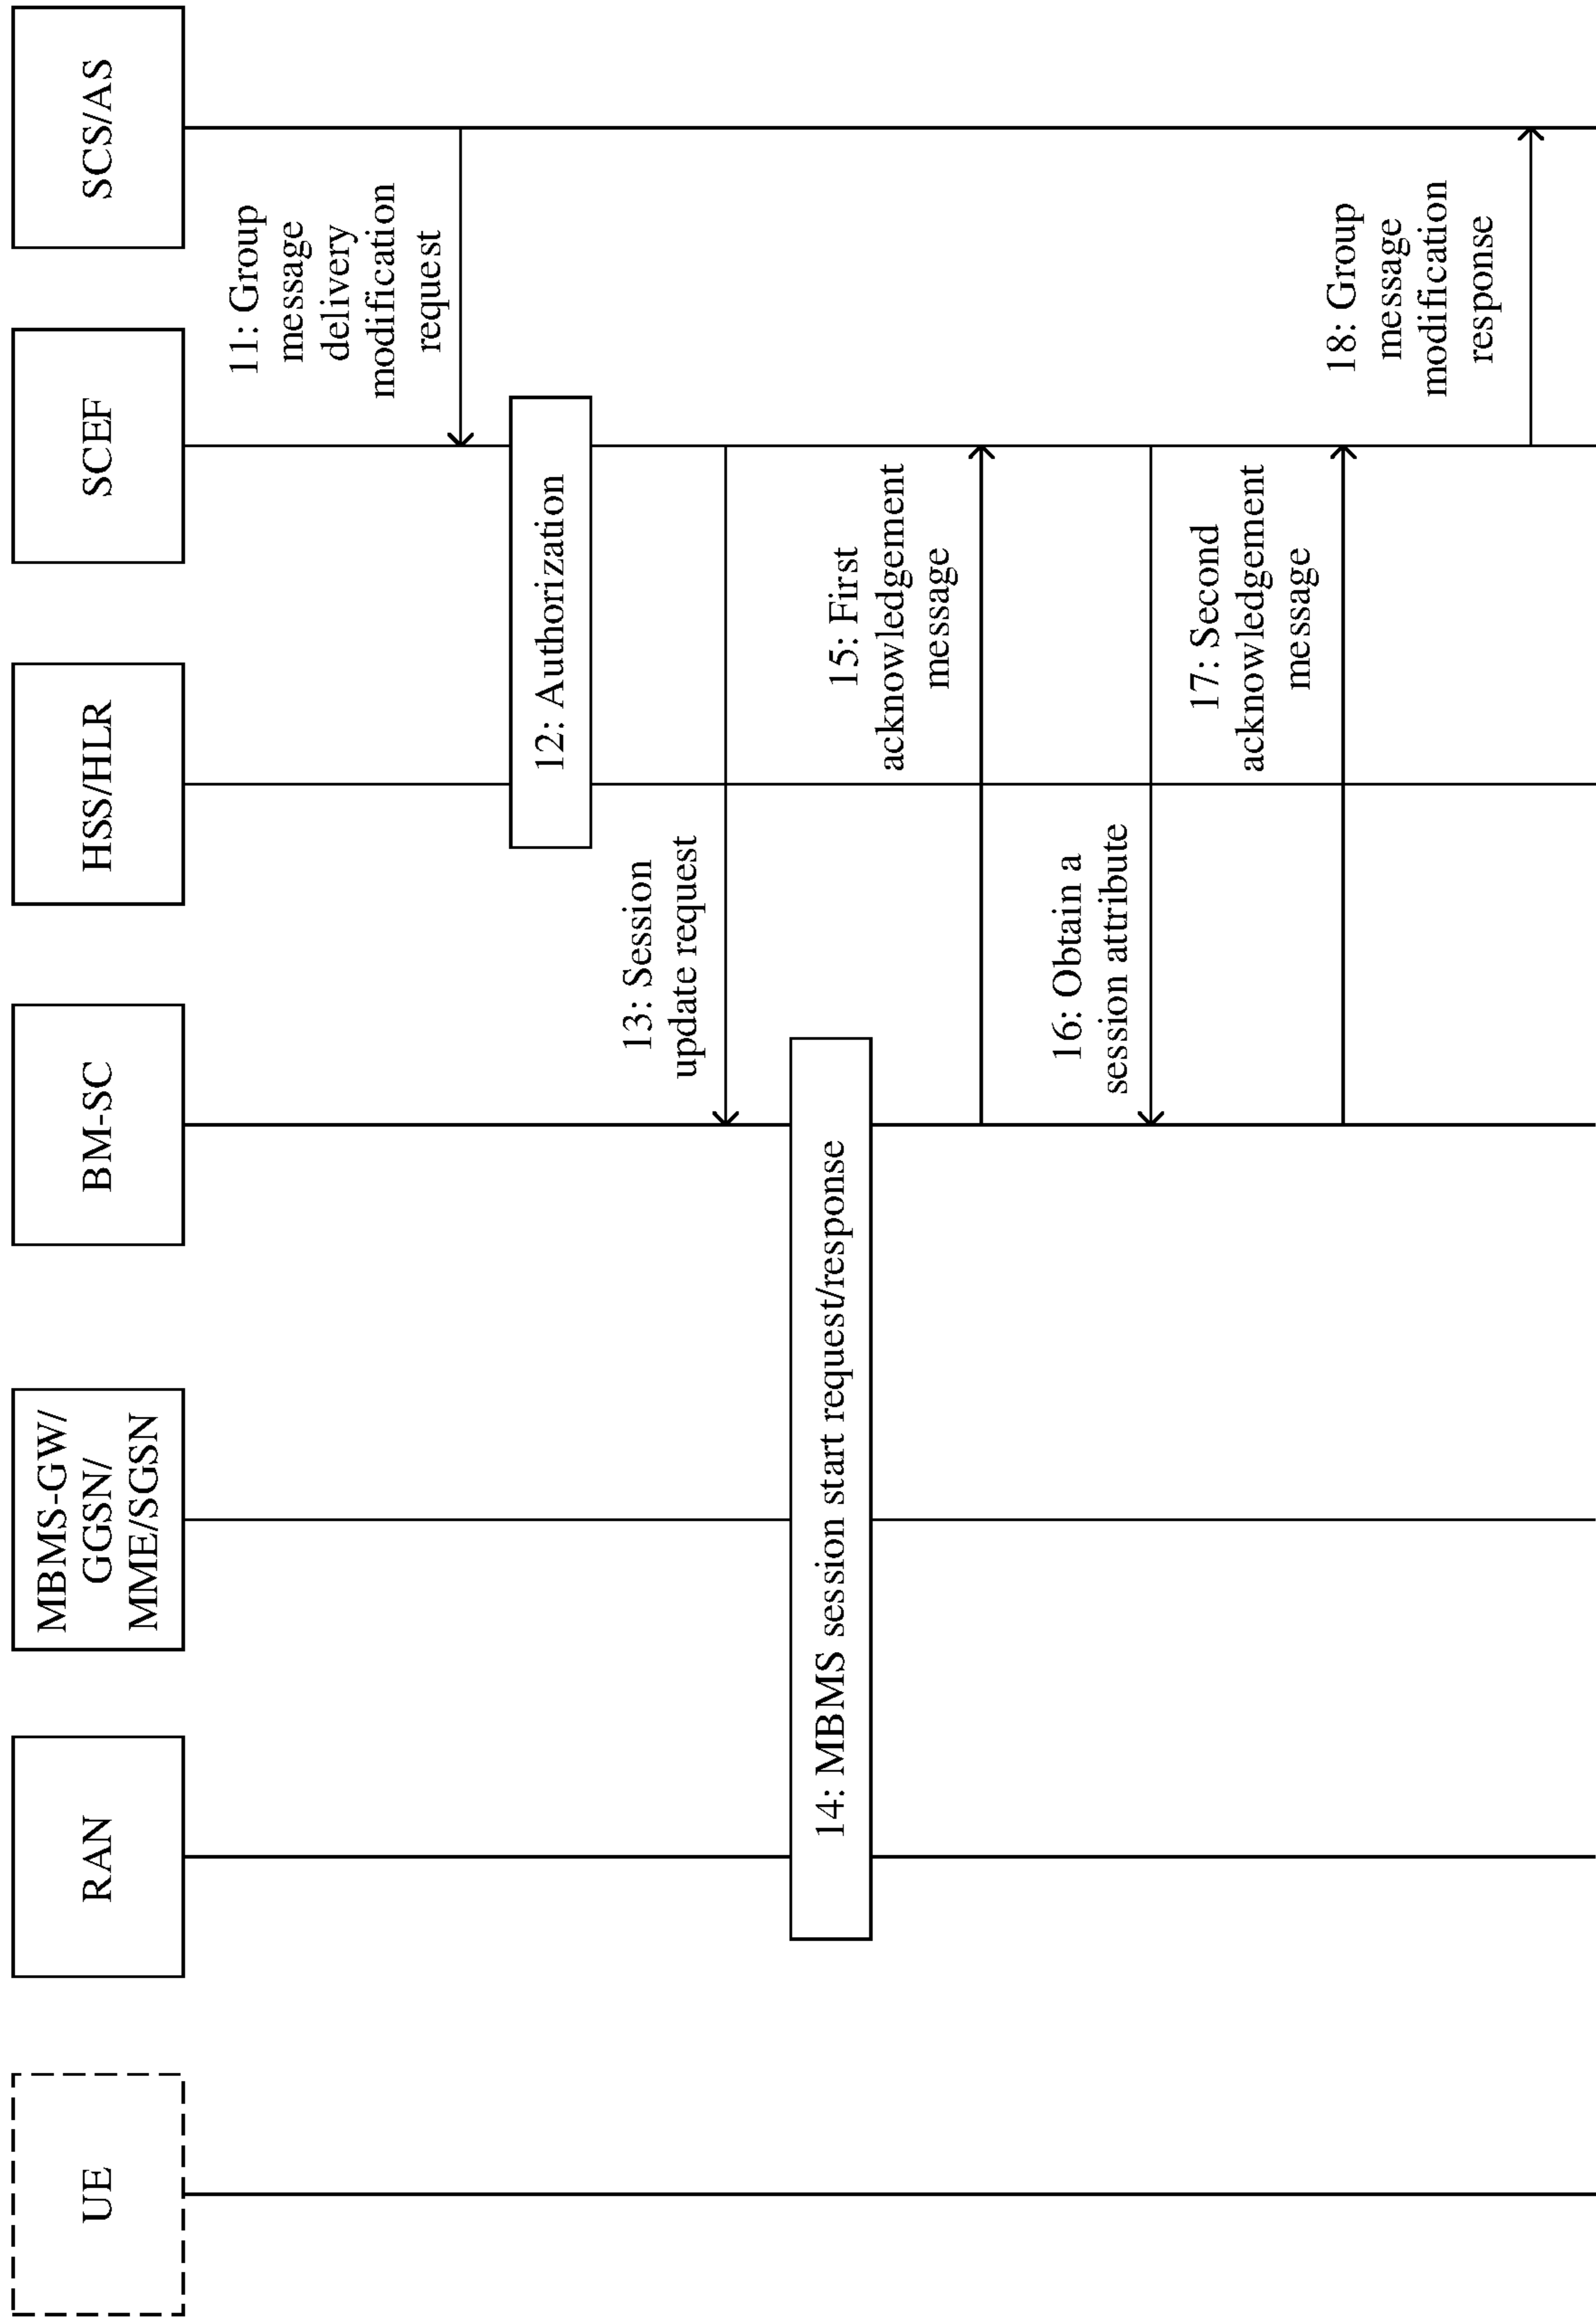 UE
RAN
MBMS-GW/
GGSN/
MME/SGSN
BM-SC
HSS/HLR
SCEF
SCS/AS
11: Group
message
delivery
modification
request
12: Authorization
13: Session
update request
14: MBMS session start request/response
15: First
acknowledgement
message
16: Obtain a
session attribute
17: Second
acknowledgement
message
18: Group
message
modification
response